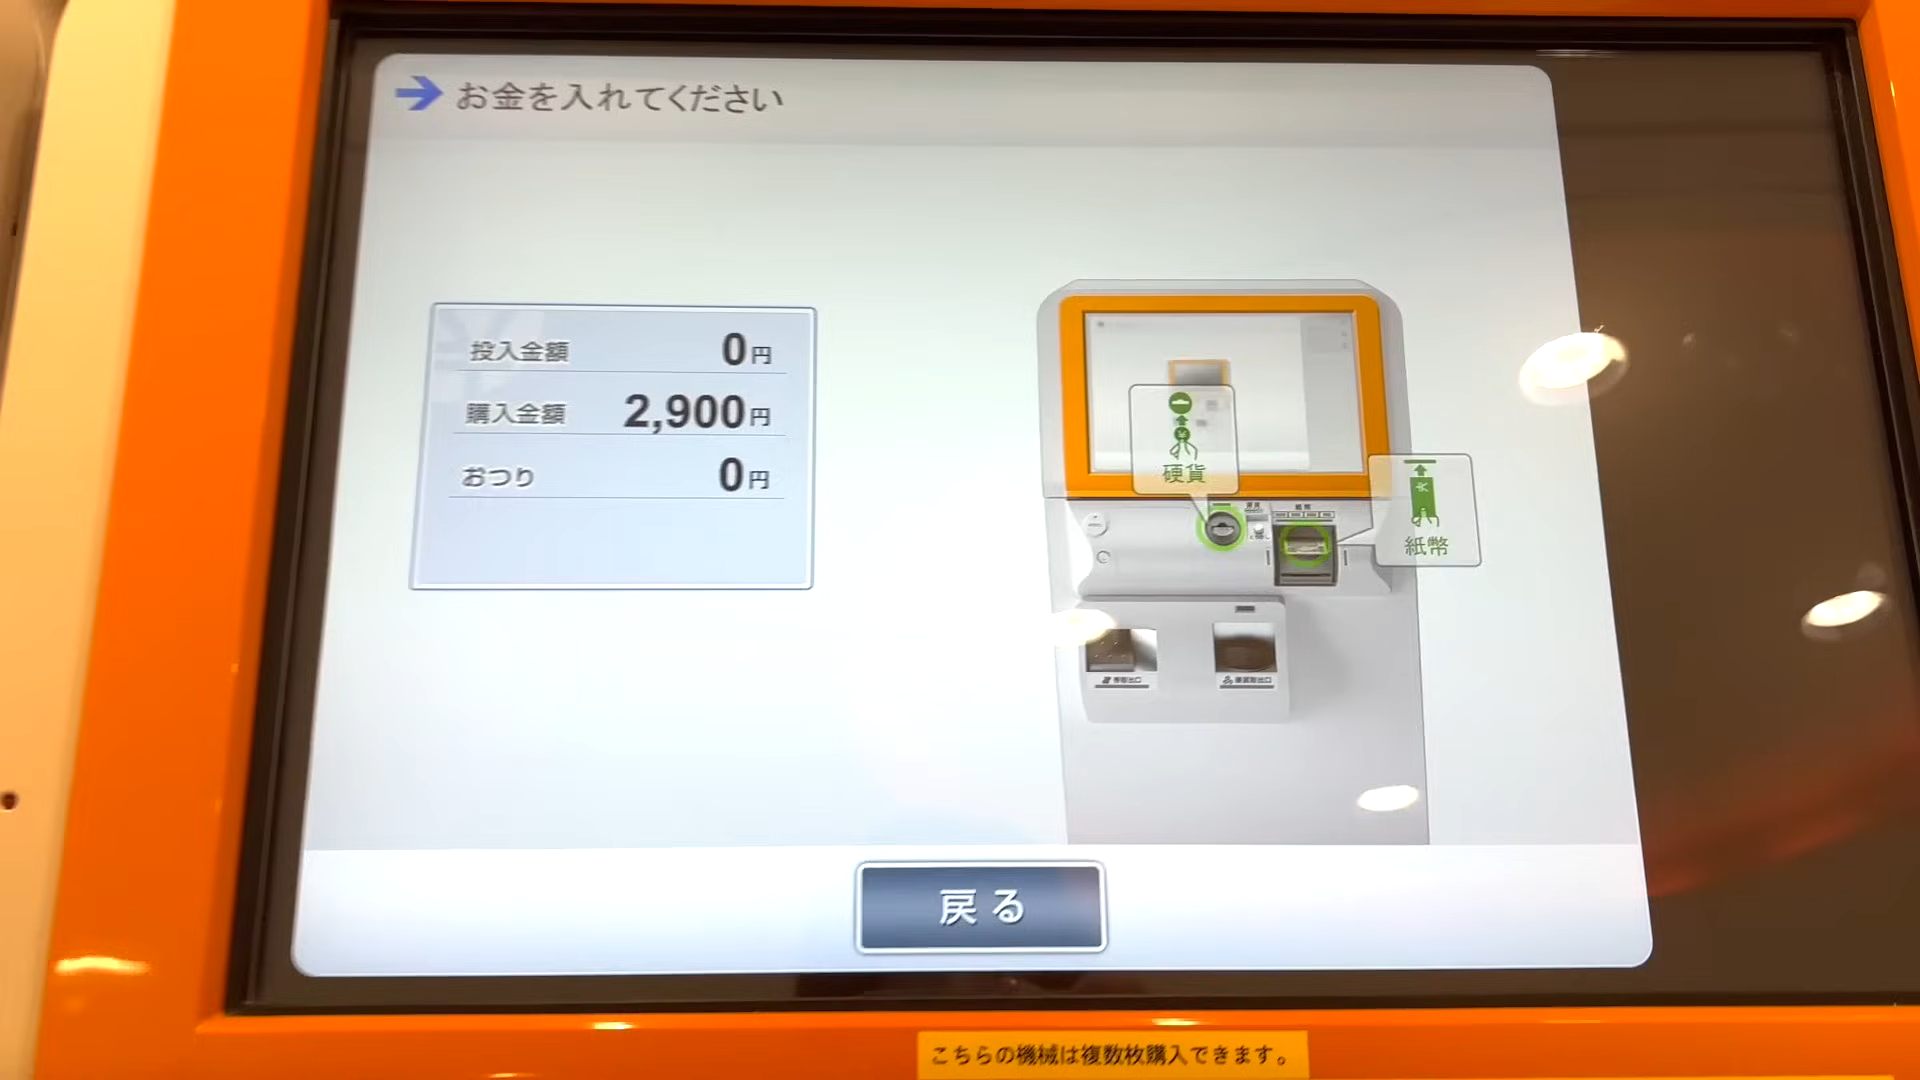 お金を入れてください
投入金額 0円
購入金額 2,900円
おつり 0円
硬貨
紙幣
戻る
こちらの機械は複数枚購入できます。